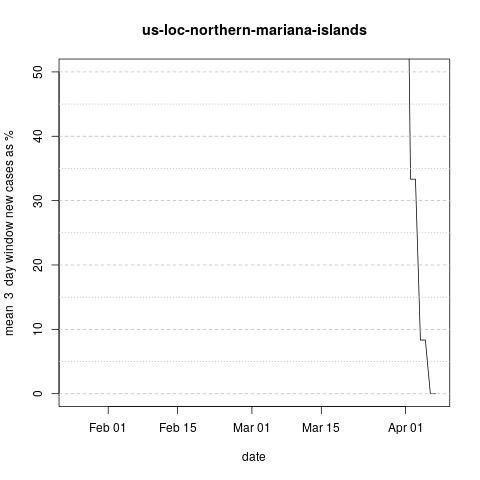 us-loc-northern-mariana-islands
mean  3  day window new cases as %
50
40
30
20
10
0
Feb 01
Feb 15
Mar 01
Mar 15
Apr 01
date